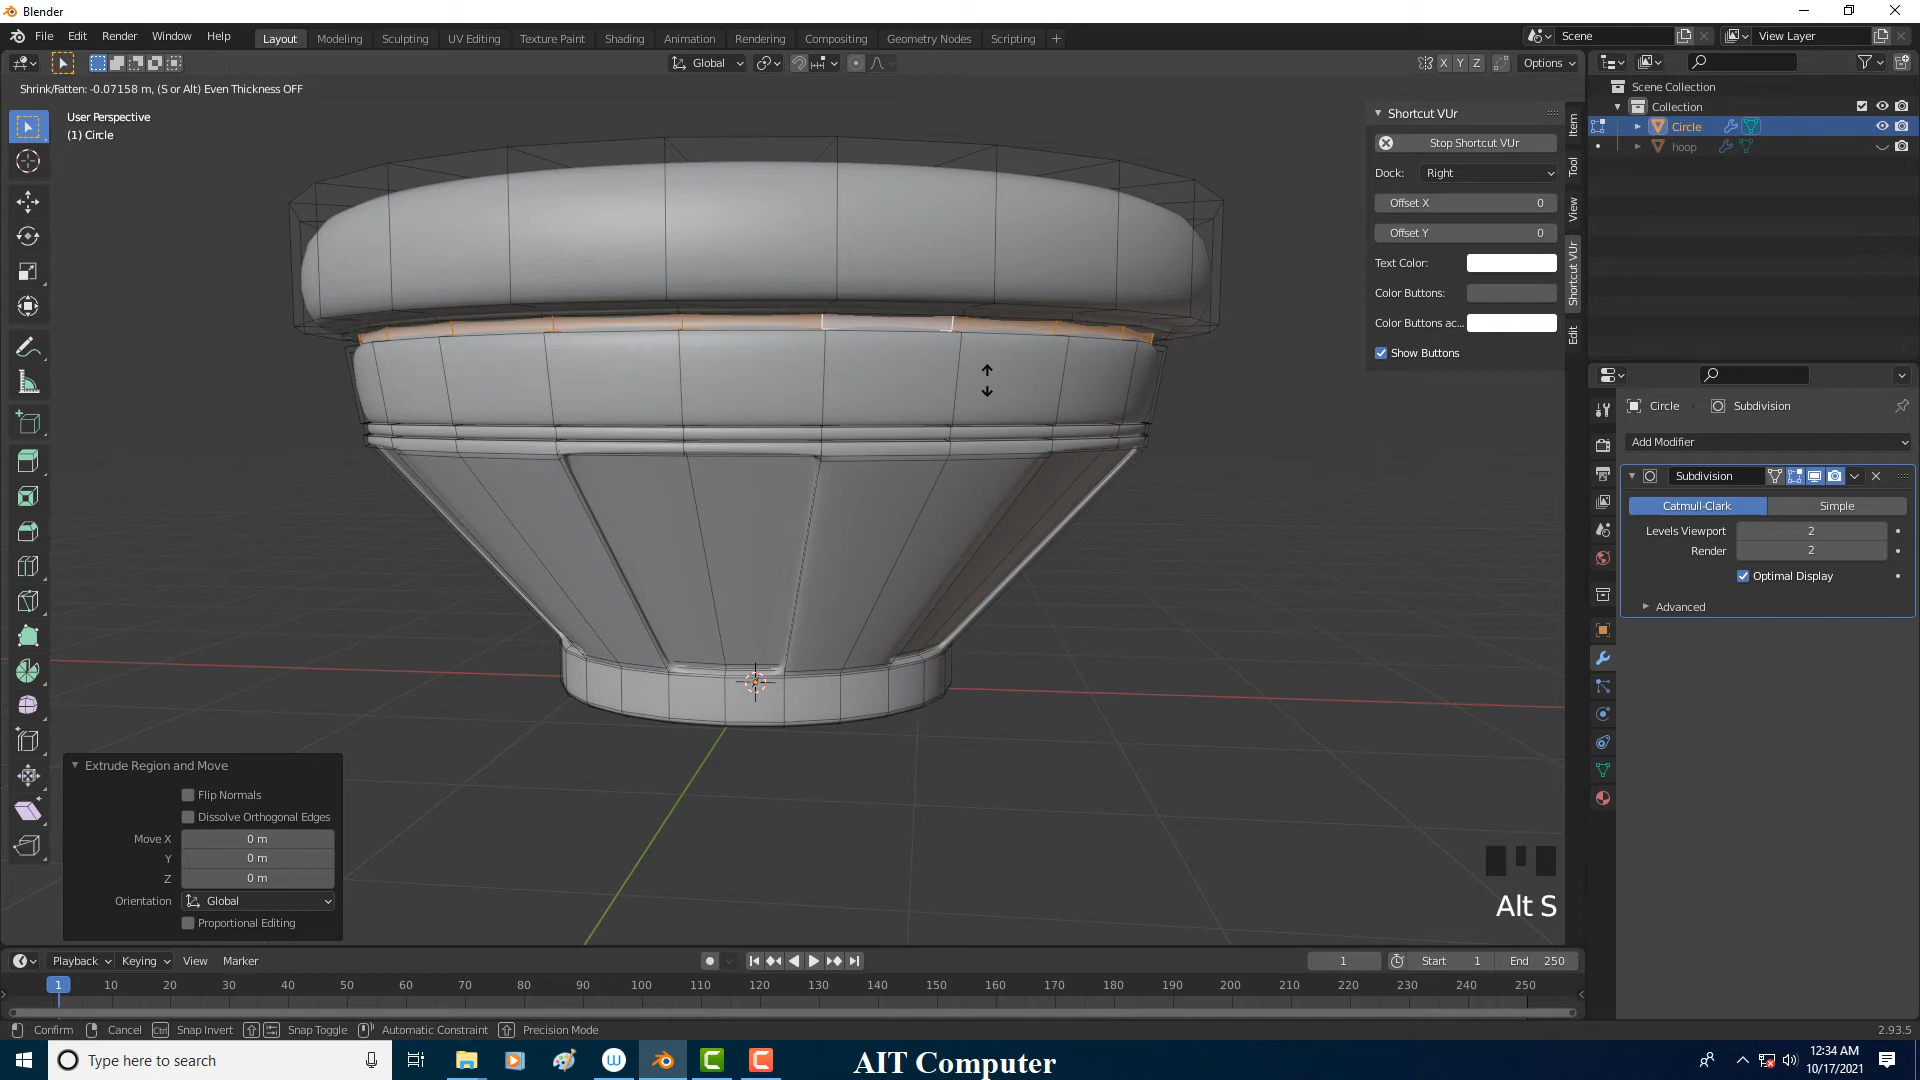 Blender
File Edit Render Window Help Layout Modeling Sculpting UV Editing Texture Paint Shading Animation Rendering Compositing Geometry Nodes Scripting + Scene View Layer
Global X Y Z Options
Shrink/Fatten: -0.07158 m, (S or Alt) Even Thickness OFF
User Perspective
(1) Circle
Scene Collection
Collection
Circle
hoop
Shortcut VUr
Stop Shortcut VUr
Dock: Right
Offset X 0
Offset Y 0
Text Color:
Color Buttons:
Color Buttons ac...
Show Buttons
Item
Tool
View
Shortcut VUr
Edit
Circle Subdivision
Add Modifier
Subdivision
Catmull-Clark Simple
Levels Viewport 2
Render 2
Optimal Display
Advanced
Extrude Region and Move
Flip Normals
Dissolve Orthogonal Edges
Move X 0 m
Y 0 m
Z 0 m
Orientation Global
Proportional Editing
Alt S
Playback Keying View Marker 1 Start 1 End 250
1 10 20 30 40 50 60 70 80 90 100 110 120 130 140 150 160 170 180 190 200 210 220 230 240 250
Confirm Cancel Ctrl Snap Invert Snap Toggle Automatic Constraint Precision Mode 2.93.5
Type here to search
AIT Computer
12:34 AM
10/17/2021